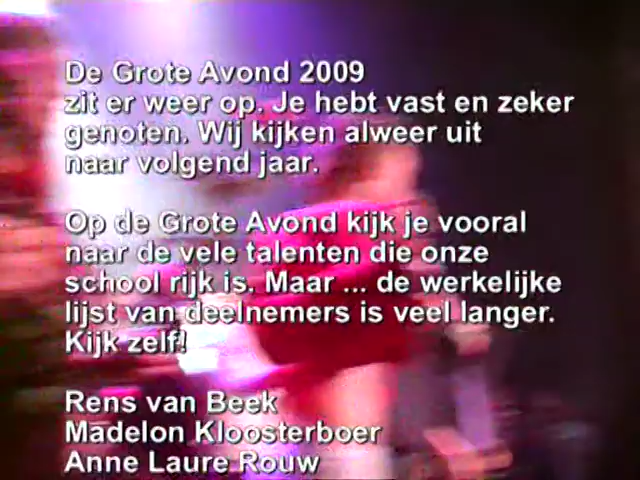 De Grote Avond 2009
zit er weer op. Je hebt vast en zeker
genoten. Wij kijken alweer uit
naar volgend jaar.
Op de Grote Avond kijk je vooral
naar de vele talenten die onze
school rijk is. Maar ... de werkelijke
lijst van deelnemers is veel langer.
Kijk zelf!
Rens van Beek
Madelon Kloosterboer
Anne Laure Rouw